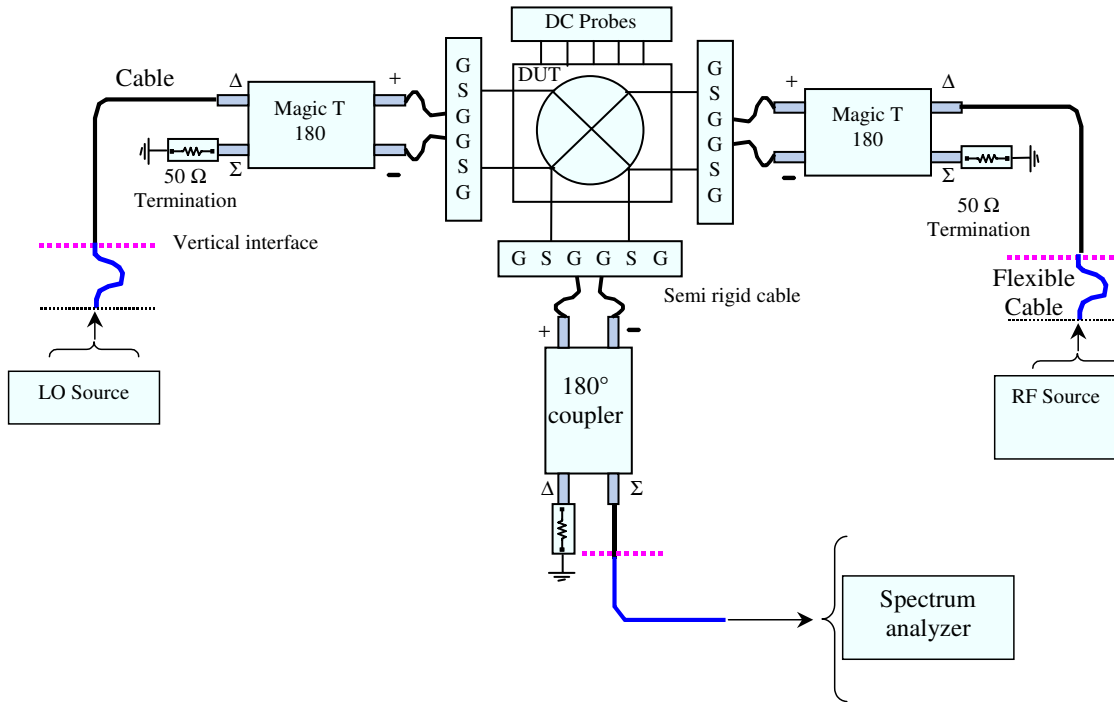 DC Probes
DUT
Cable
Δ
+
Magic T
180
Σ
-
50 Ω
Termination
Vertical interface
LO Source
G
S
G
G
S
G
G
S
G
G
S
G
+
Δ
Magic T
180
-
Σ
50 Ω
Termination
Flexible
Cable
RF Source
G S G G S G
Semi rigid cable
+ -
180°
coupler
Δ Σ
Spectrum
analyzer